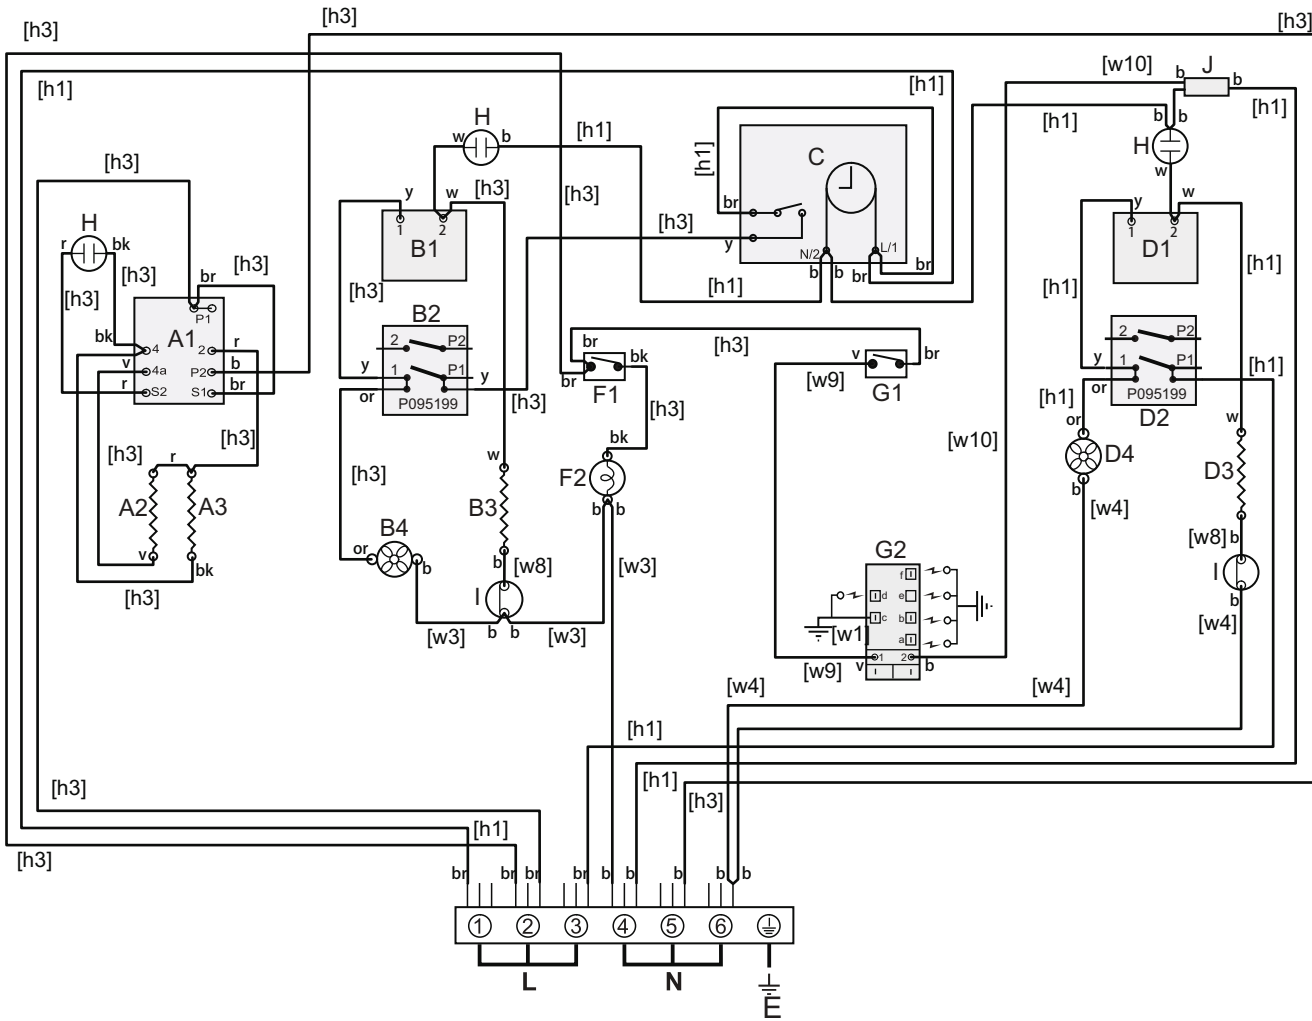 [h3]
[h3]
[h3]
[h1]
[h1]
[w10]
b
J
b
[h1]
[h1]
b
b
H
w
H
w
b
[h1]
[h3]
C
[h1]
br
y
N/2
L/1
b
b
br
br
[h1]
[h3]
H
r
bk
[h3]
[h3]
br
[h3]
P1
A1
bk
4
2
r
v
4a
P2
b
r
S2
S1
br
[h3]
[h3]
r
A2
A3
v
bk
[h3]
y
w
[h3]
1
2
B1
[h3]
B2
2
P2
y
1
P1
y
or
P095199
[h3]
[h3]
w
B3
B4
or
b
b
[w8]
I
[w3]
b
b
[w3]
[h3]
[h3]
br
br
bk
F1
[h3]
bk
F2
b
b
[w3]
[h3]
v
br
[w9]
G1
[w10]
G2
f
d
e
c
b
a
[w1]
1
2
v
b
[w9]
y
w
1
2
D1
[h1]
[h1]
2
P2
y
1
P1
or
P095199
[h1]
D2
[h1]
or
D4
b
[w4]
w
D3
[w8]
b
I
b
[w4]
[w4]
[w4]
[h1]
[h1]
[h3]
[h3]
[h1]
[h3]
br
br
br
br
b
b
b
b
b
1
2
3
4
5
6
L
N
E